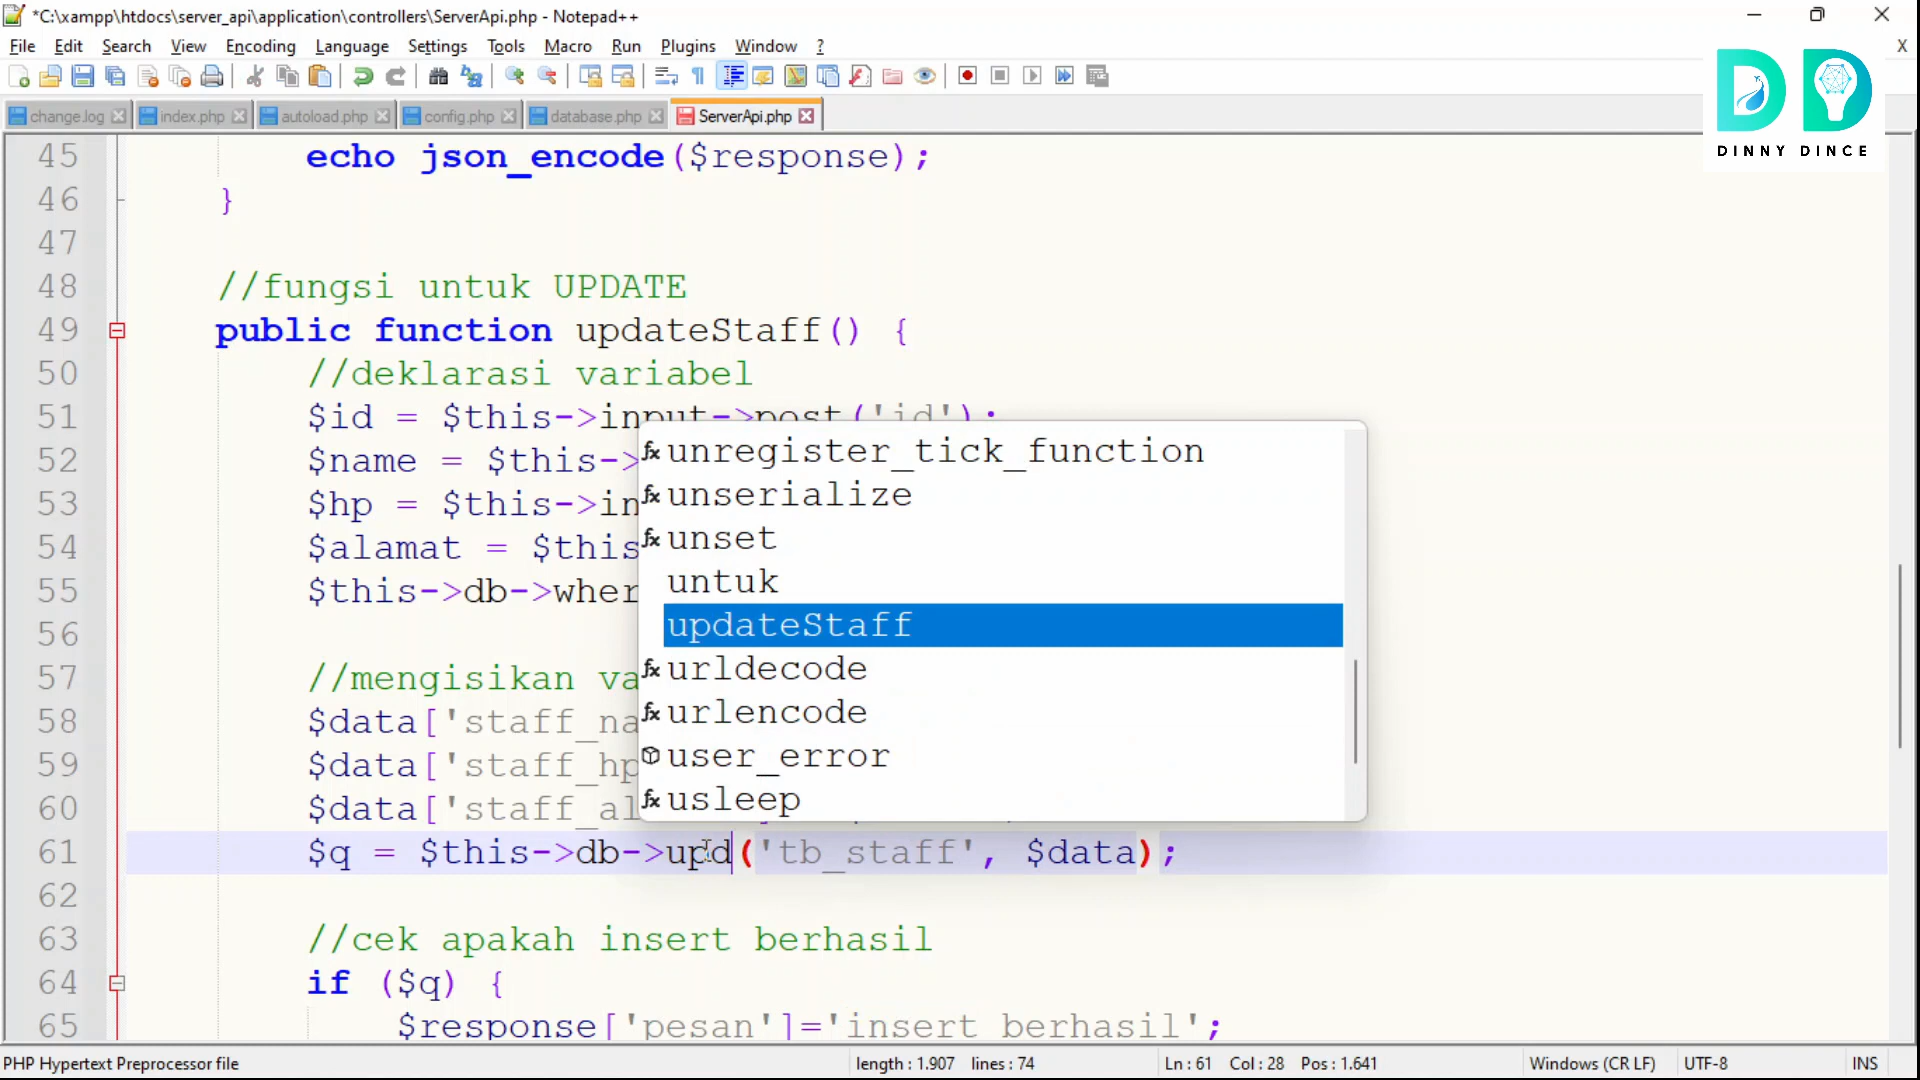 *C:\xampp\htdocs\server_api\application\controllers\ServerApi.php - Notepad++
File Edit Search View Encoding Language Settings Tools Macro Run Plugins Window ? X
change.log index.php autoload.php config.php database.php ServerApi.php
DINNY DINCE
45 echo json_encode($response);
46 }
47
48 //fungsi untuk UPDATE
49 public function updateStaff() {
50 //deklarasi variabel
51 $id = $this->input->post('id');
52 $name = $this->
53 $hp = $this->in
54 $alamat = $this
55 $this->db->wher
56
57 //mengisikan va
58 $data['staff_na
59 $data['staff_hp
60 $data['staff_al
61 $q = $this->db->upd('tb_staff', $data);
62
63 //cek apakah insert berhasil
64 if ($q) {
65 $response['pesan']='insert berhasil';
unregister_tick_function
unserialize
unset
untuk
updateStaff
urldecode
urlencode
user_error
usleep
PHP Hypertext Preprocessor file length : 1.907 lines : 74 Ln : 61 Col : 28 Pos : 1.641 Windows (CR LF) UTF-8 INS